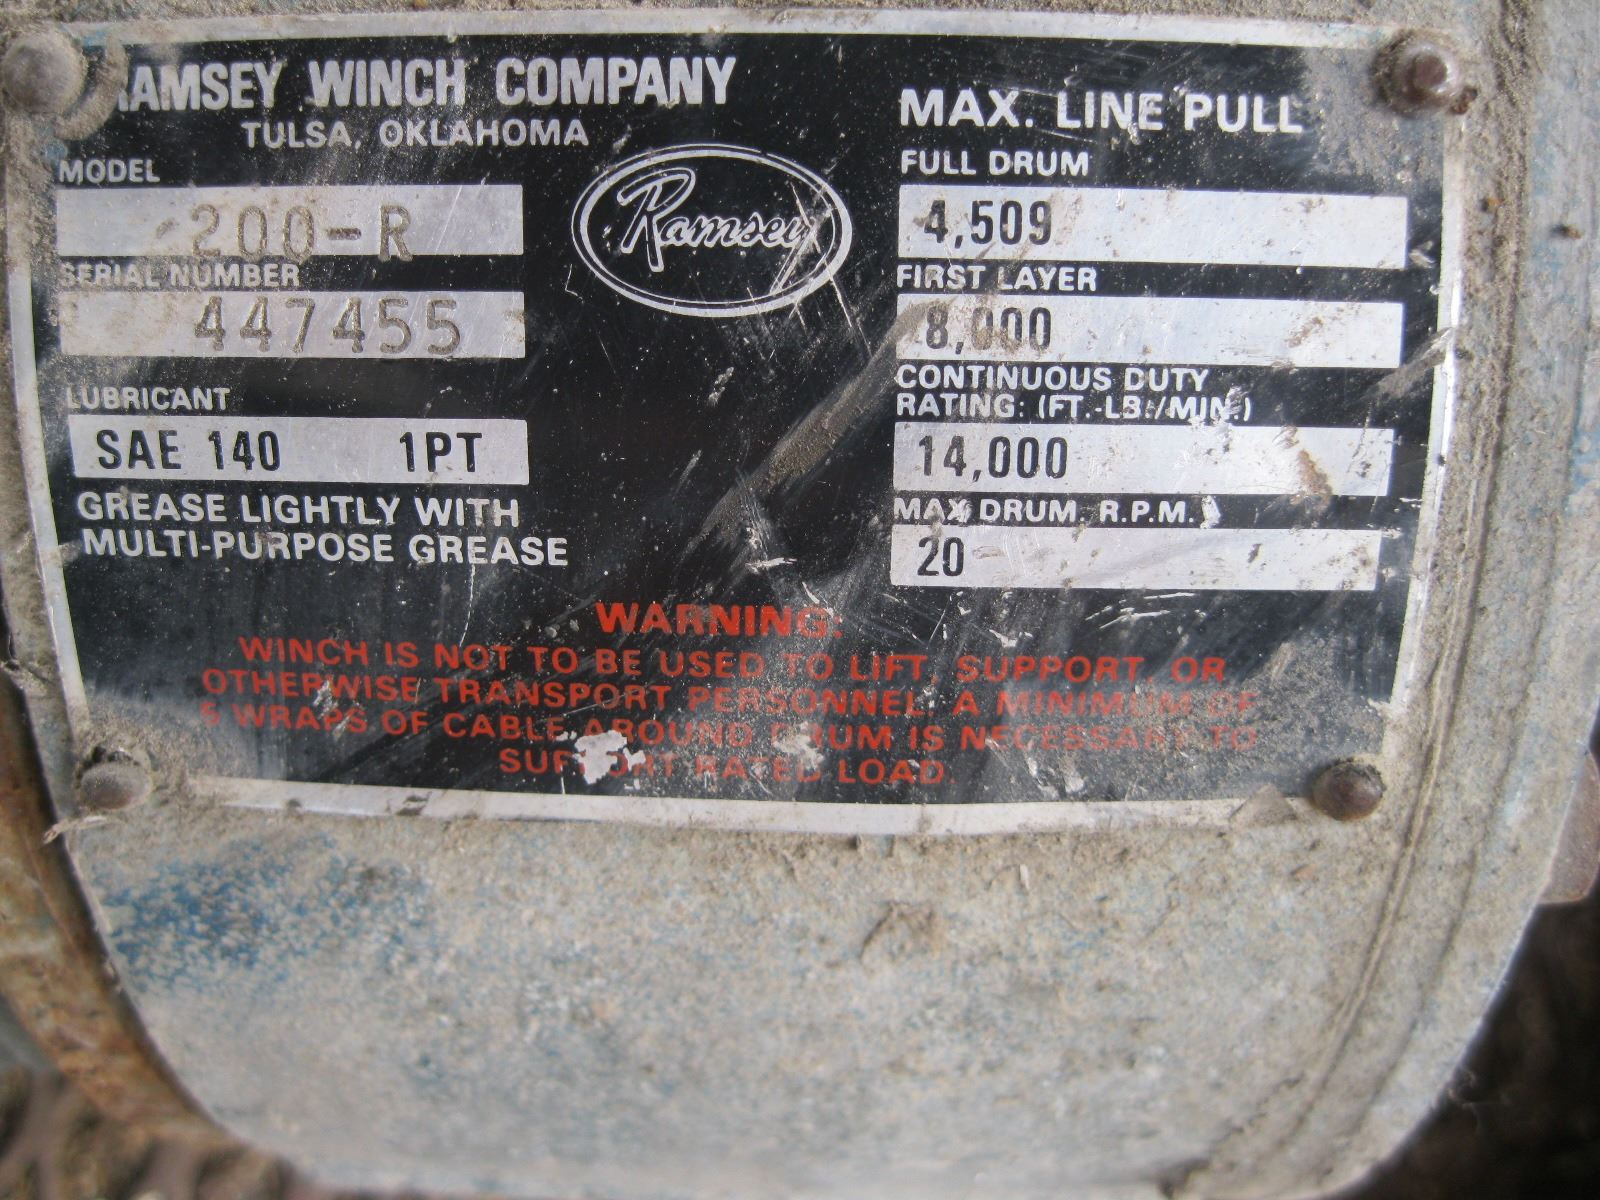 RAMSEY WINCH COMPANY
TULSA, OKLAHOMA
MODEL
200-R
SERIAL NUMBER
447455
LUBRICANT
SAE 140 1PT
GREASE LIGHTLY WITH
MULTI-PURPOSE GREASE
Ramsey
MAX. LINE PULL
FULL DRUM
4,509
FIRST LAYER
8,000
CONTINUOUS DUTY
RATING: (FT.-LB./MIN.)
14,000
MAX DRUM R.P.M.
20
WARNING:
WINCH IS NOT TO BE USED TO LIFT, SUPPORT, OR
OTHERWISE TRANSPORT PERSONNEL. A MINIMUM OF
5 WRAPS OF CABLE AROUND DRUM IS NECESSARY TO
SUPPORT RATED LOAD.